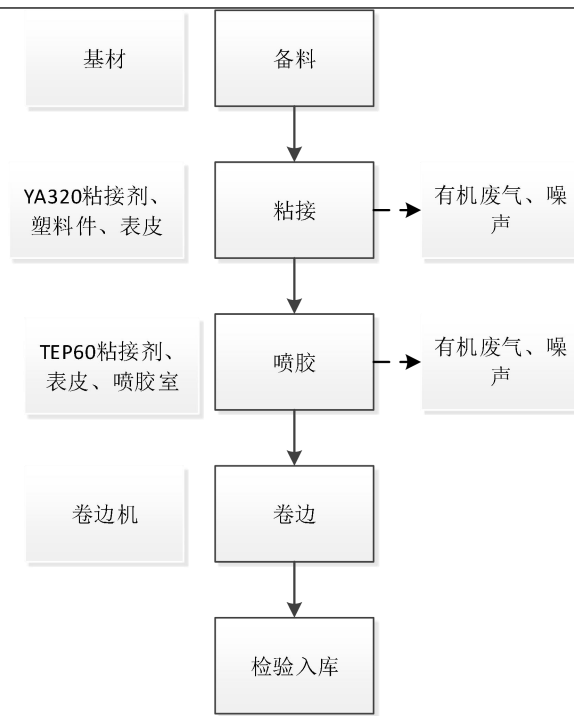 基材
备料
YA320粘接剂、
塑料件、表皮
粘接
有机废气、噪
声
TEP60粘接剂、
表皮、喷胶室
喷胶
有机废气、噪
声
卷边机
卷边
检验入库